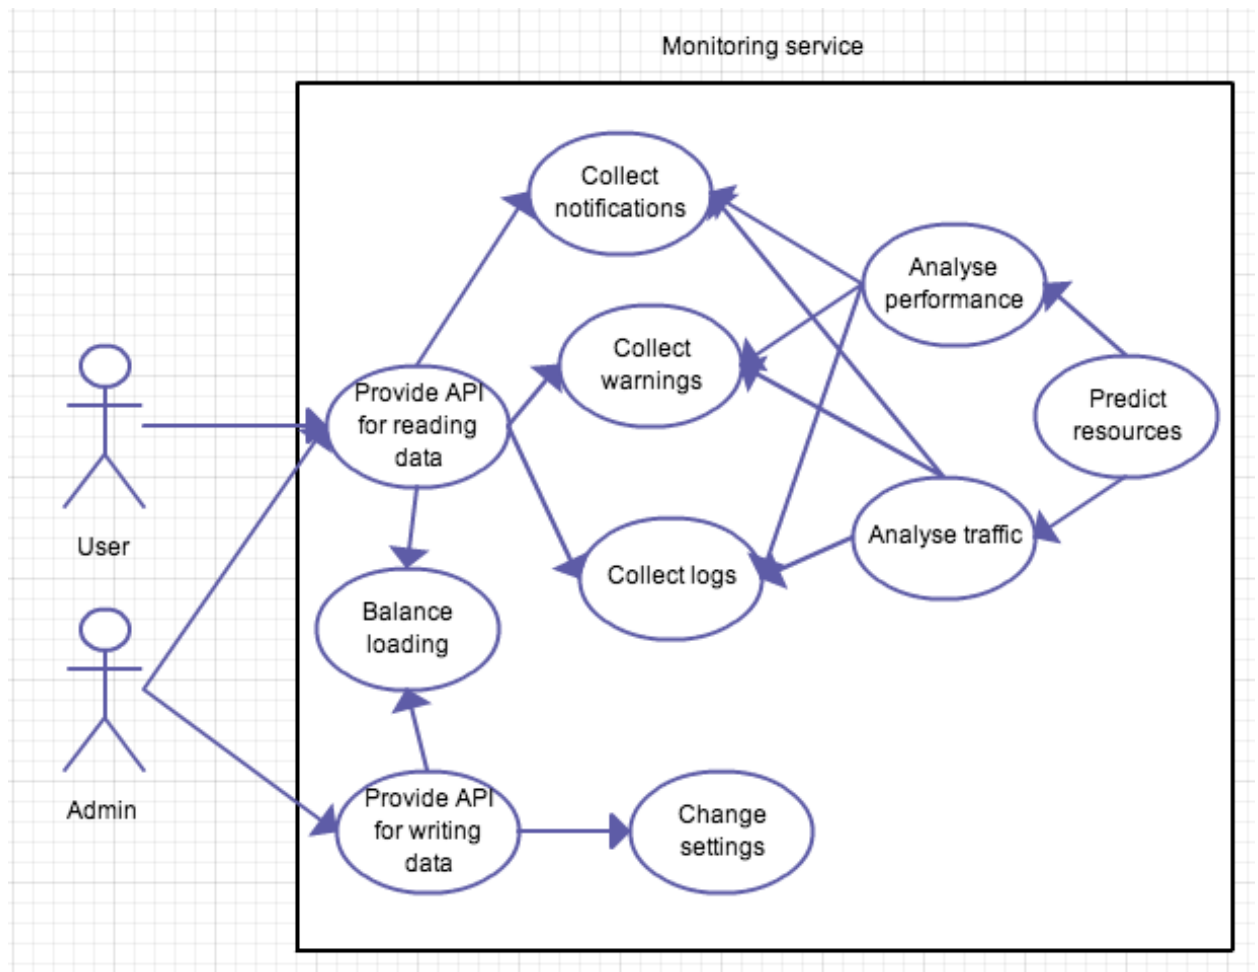 Monitoring service
Collect
notifications
Analyse
performance
Collect
warnings
Predict
resources
Provide API
for reading
data
User
Analyse traffic
Collect logs
Balance
loading
Admin
Provide API
for writing
data
Change
settings